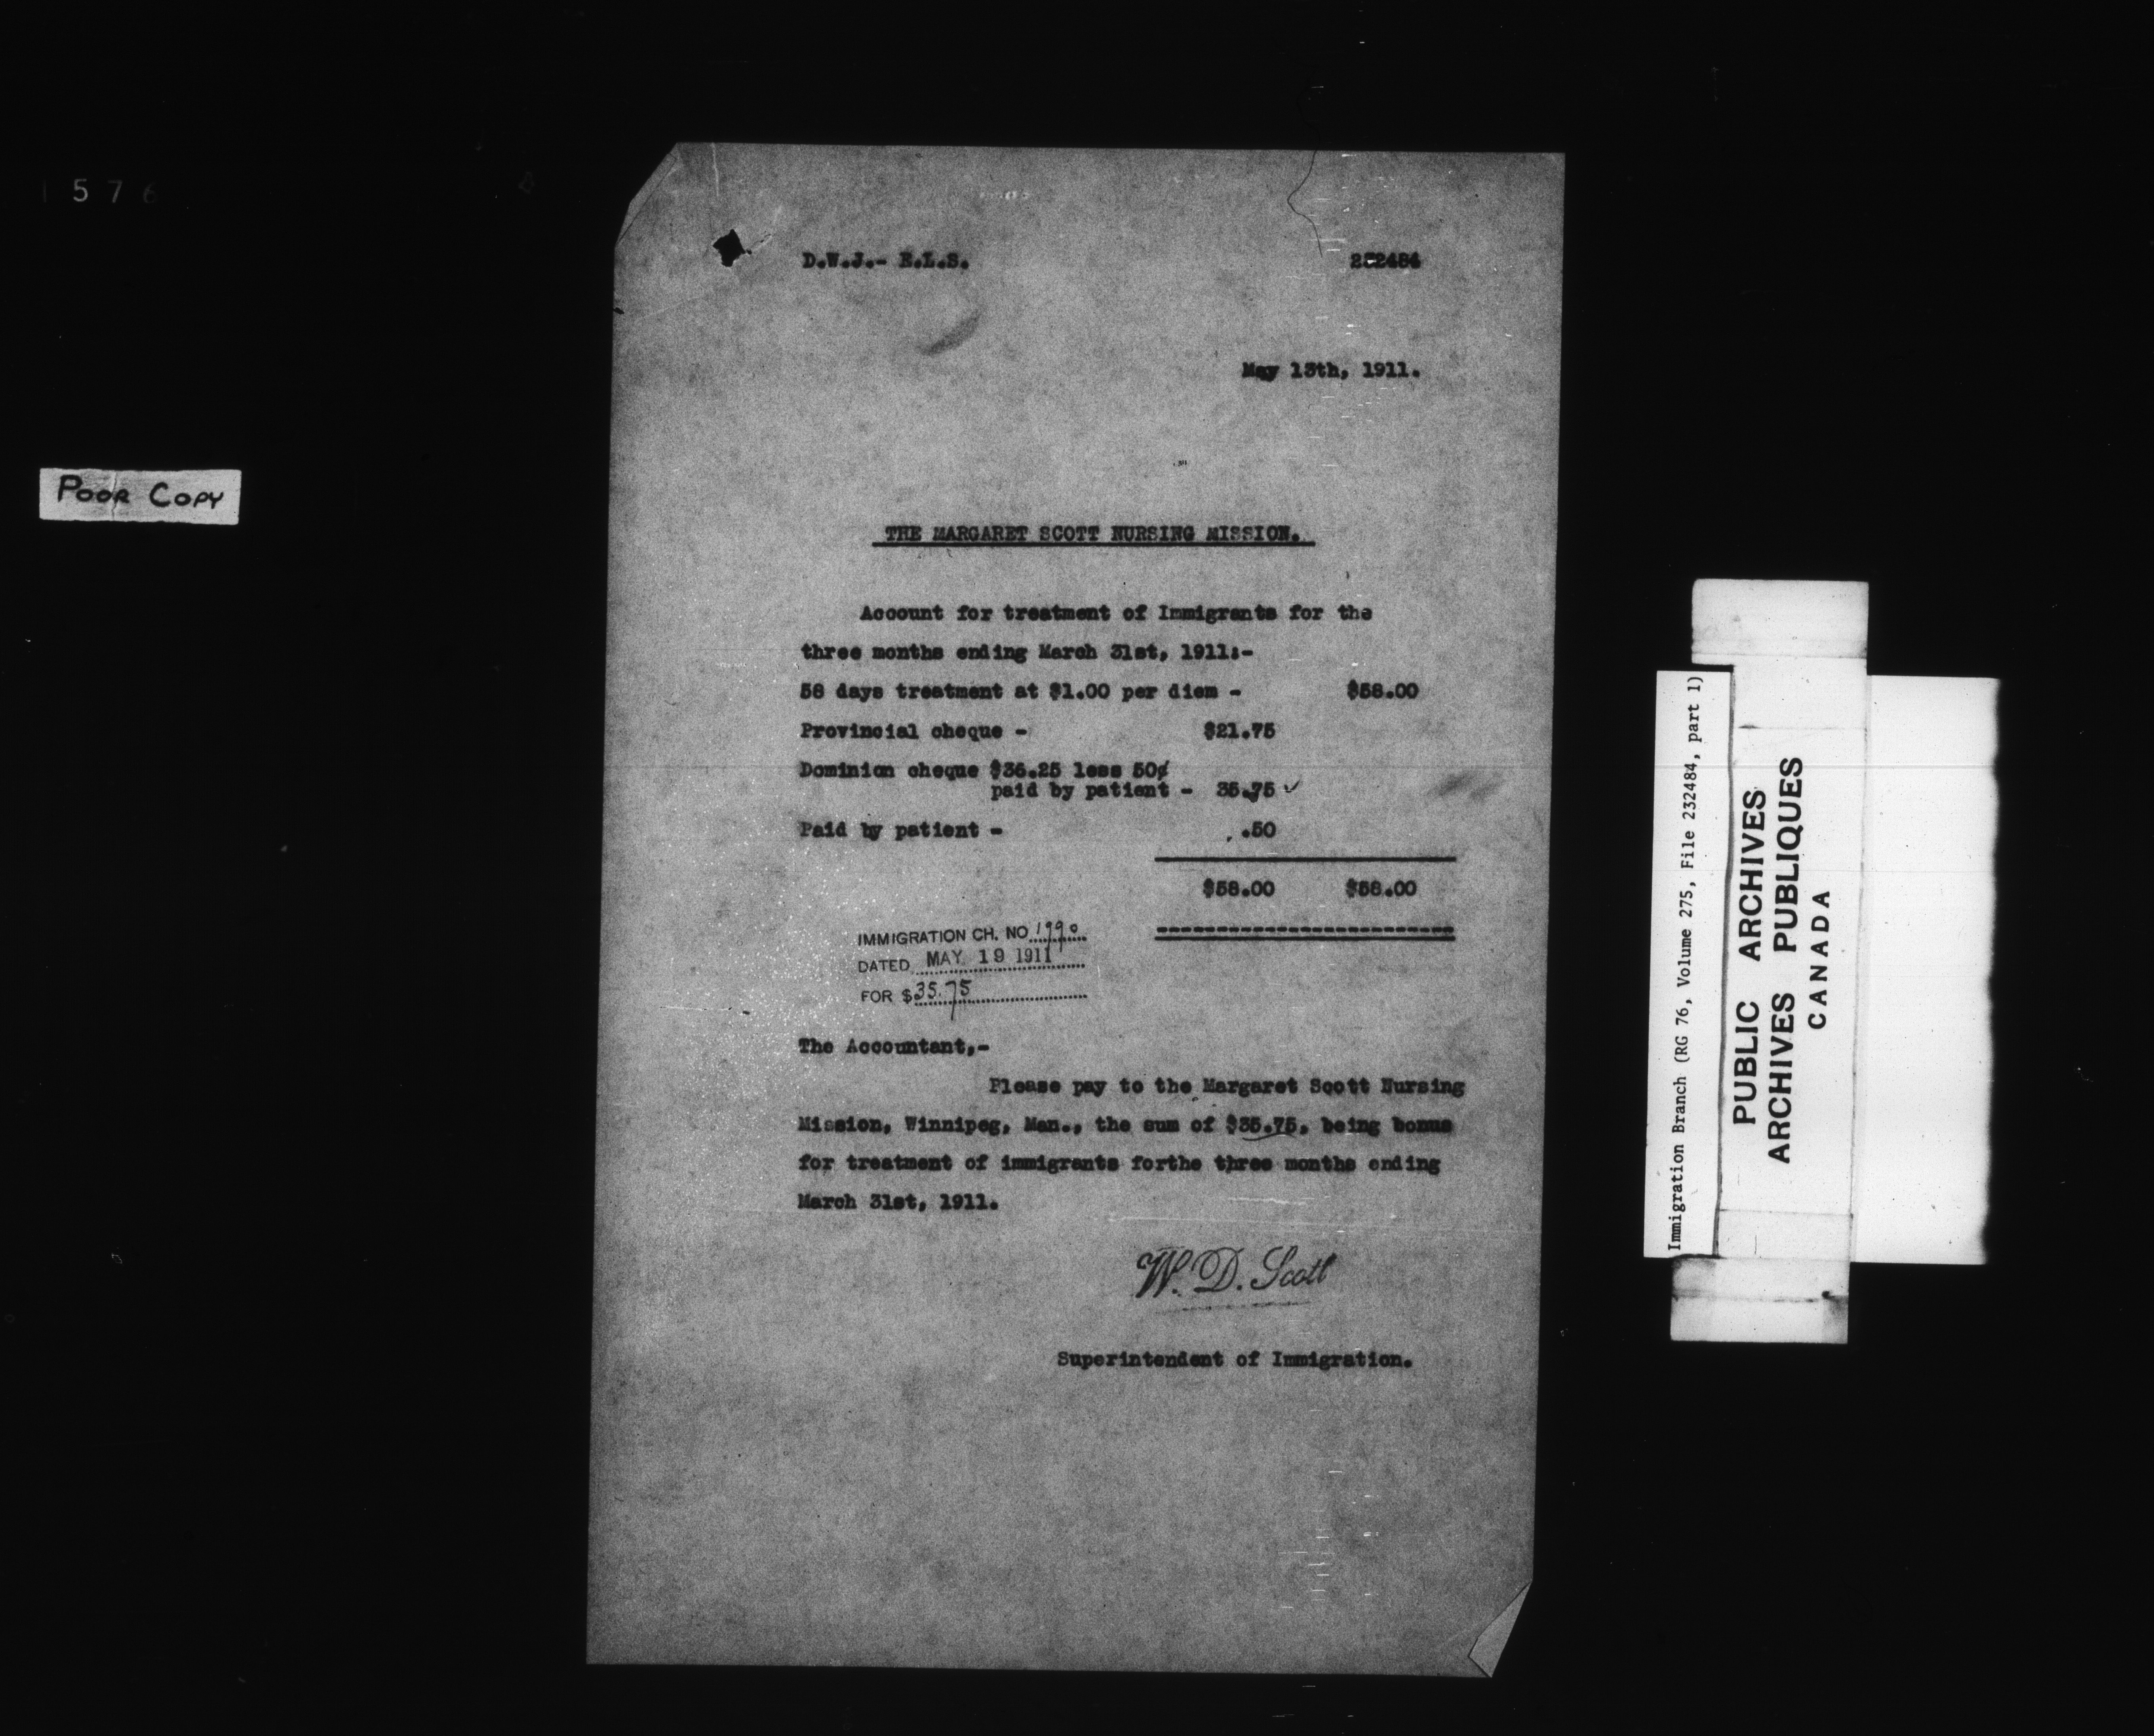 576
POOR COPY
D.W.J.- E.L.S. 232484
May 13th, 1911.
THE MARGARET SCOTT NURSING MISSION.
Account for treatment of Immigrants for the
three months ending March 31st, 1911:-
58 days treatment at $1.00 per diem - $58.00
Provincial cheque - $21.75
Dominion cheque $36.25 less 50¢
paid by patient - 35.75 ✓
Paid by patient - .50
$58.00 $58.00
IMMIGRATION CH. NO 1990
DATED MAY 19 1911
FOR $ 35.75
The Accountant,-
Please pay to the Margaret Scott Nursing
Mission, Winnipeg, Man., the sum of $35.75, being bonus
for treatment of immigrants forthe three months ending
March 31st, 1911.
W. D. Scott
Superintendent of Immigration.
Immigration Branch (RG 76, Volume 275, File 232484, part 1)
PUBLIC ARCHIVES
ARCHIVES PUBLIQUES
CANADA